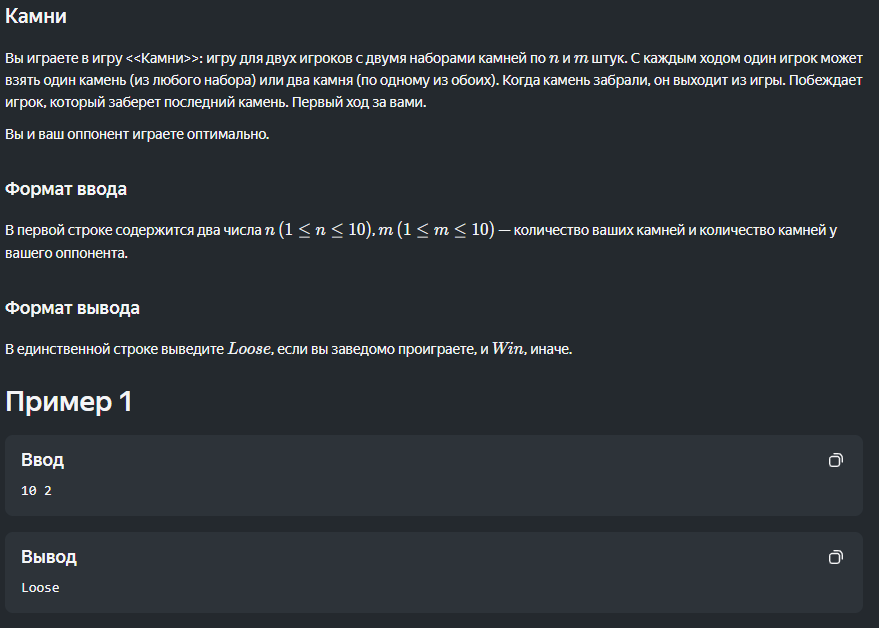 Камни
Вы играете в игру <<Камни>>: игру для двух игроков с двумя наборами камней по n и m штук. С каждым ходом один игрок может
взять один камень (из любого набора) или два камня (по одному из обоих). Когда камень забрали, он выходит из игры. Побеждает
игрок, который заберет последний камень. Первый ход за вами.
Вы и ваш оппонент играете оптимально.
Формат ввода
В первой строке содержится два числа n (1 ≤ n ≤ 10), m (1 ≤ m ≤ 10) — количество ваших камней и количество камней у
вашего оппонента.
Формат вывода
В единственной строке выведите Loose, если вы заведомо проиграете, и Win, иначе.
Пример 1
Ввод
10 2
Вывод
Loose